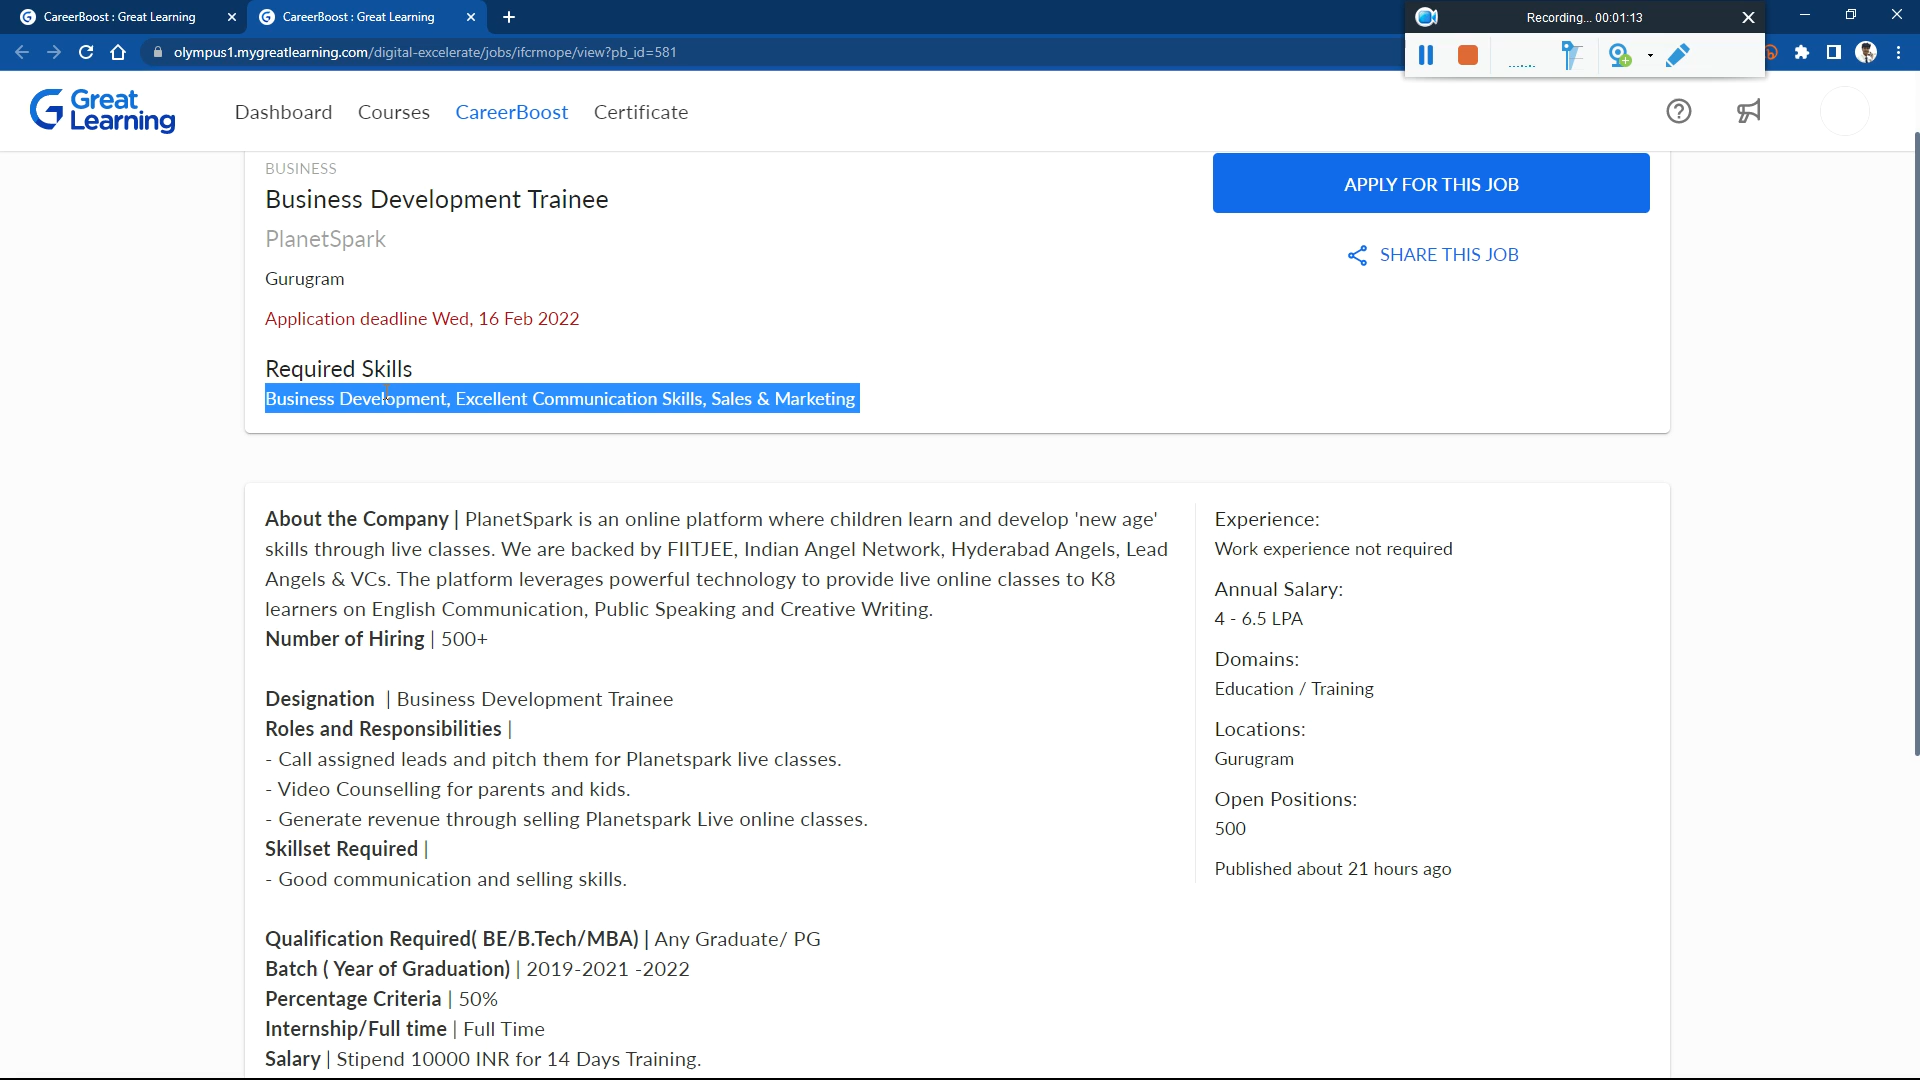 CareerBoost : Great Learning
CareerBoost : Great Learning
Recording... 00:01:13
olympus1.mygreatlearning.com/digital-excelerate/jobs/ifcrmope/view?pb_id=581
Great Learning
Dashboard Courses CareerBoost Certificate
BUSINESS
Business Development Trainee
PlanetSpark
Gurugram
Application deadline Wed, 16 Feb 2022
APPLY FOR THIS JOB
SHARE THIS JOB
Required Skills
Business Development, Excellent Communication Skills, Sales & Marketing
About the Company | PlanetSpark is an online platform where children learn and develop 'new age'
skills through live classes. We are backed by FIITJEE, Indian Angel Network, Hyderabad Angels, Lead
Angels & VCs. The platform leverages powerful technology to provide live online classes to K8
learners on English Communication, Public Speaking and Creative Writing.
Number of Hiring | 500+
Designation | Business Development Trainee
Roles and Responsibilities |
- Call assigned leads and pitch them for Planetspark live classes.
- Video Counselling for parents and kids.
- Generate revenue through selling Planetspark Live online classes.
Skillset Required |
- Good communication and selling skills.
Qualification Required( BE/B.Tech/MBA) | Any Graduate/ PG
Batch ( Year of Graduation) | 2019-2021 -2022
Percentage Criteria | 50%
Internship/Full time | Full Time
Salary | Stipend 10000 INR for 14 Days Training.
Experience:
Work experience not required
Annual Salary:
4 - 6.5 LPA
Domains:
Education / Training
Locations:
Gurugram
Open Positions:
500
Published about 21 hours ago